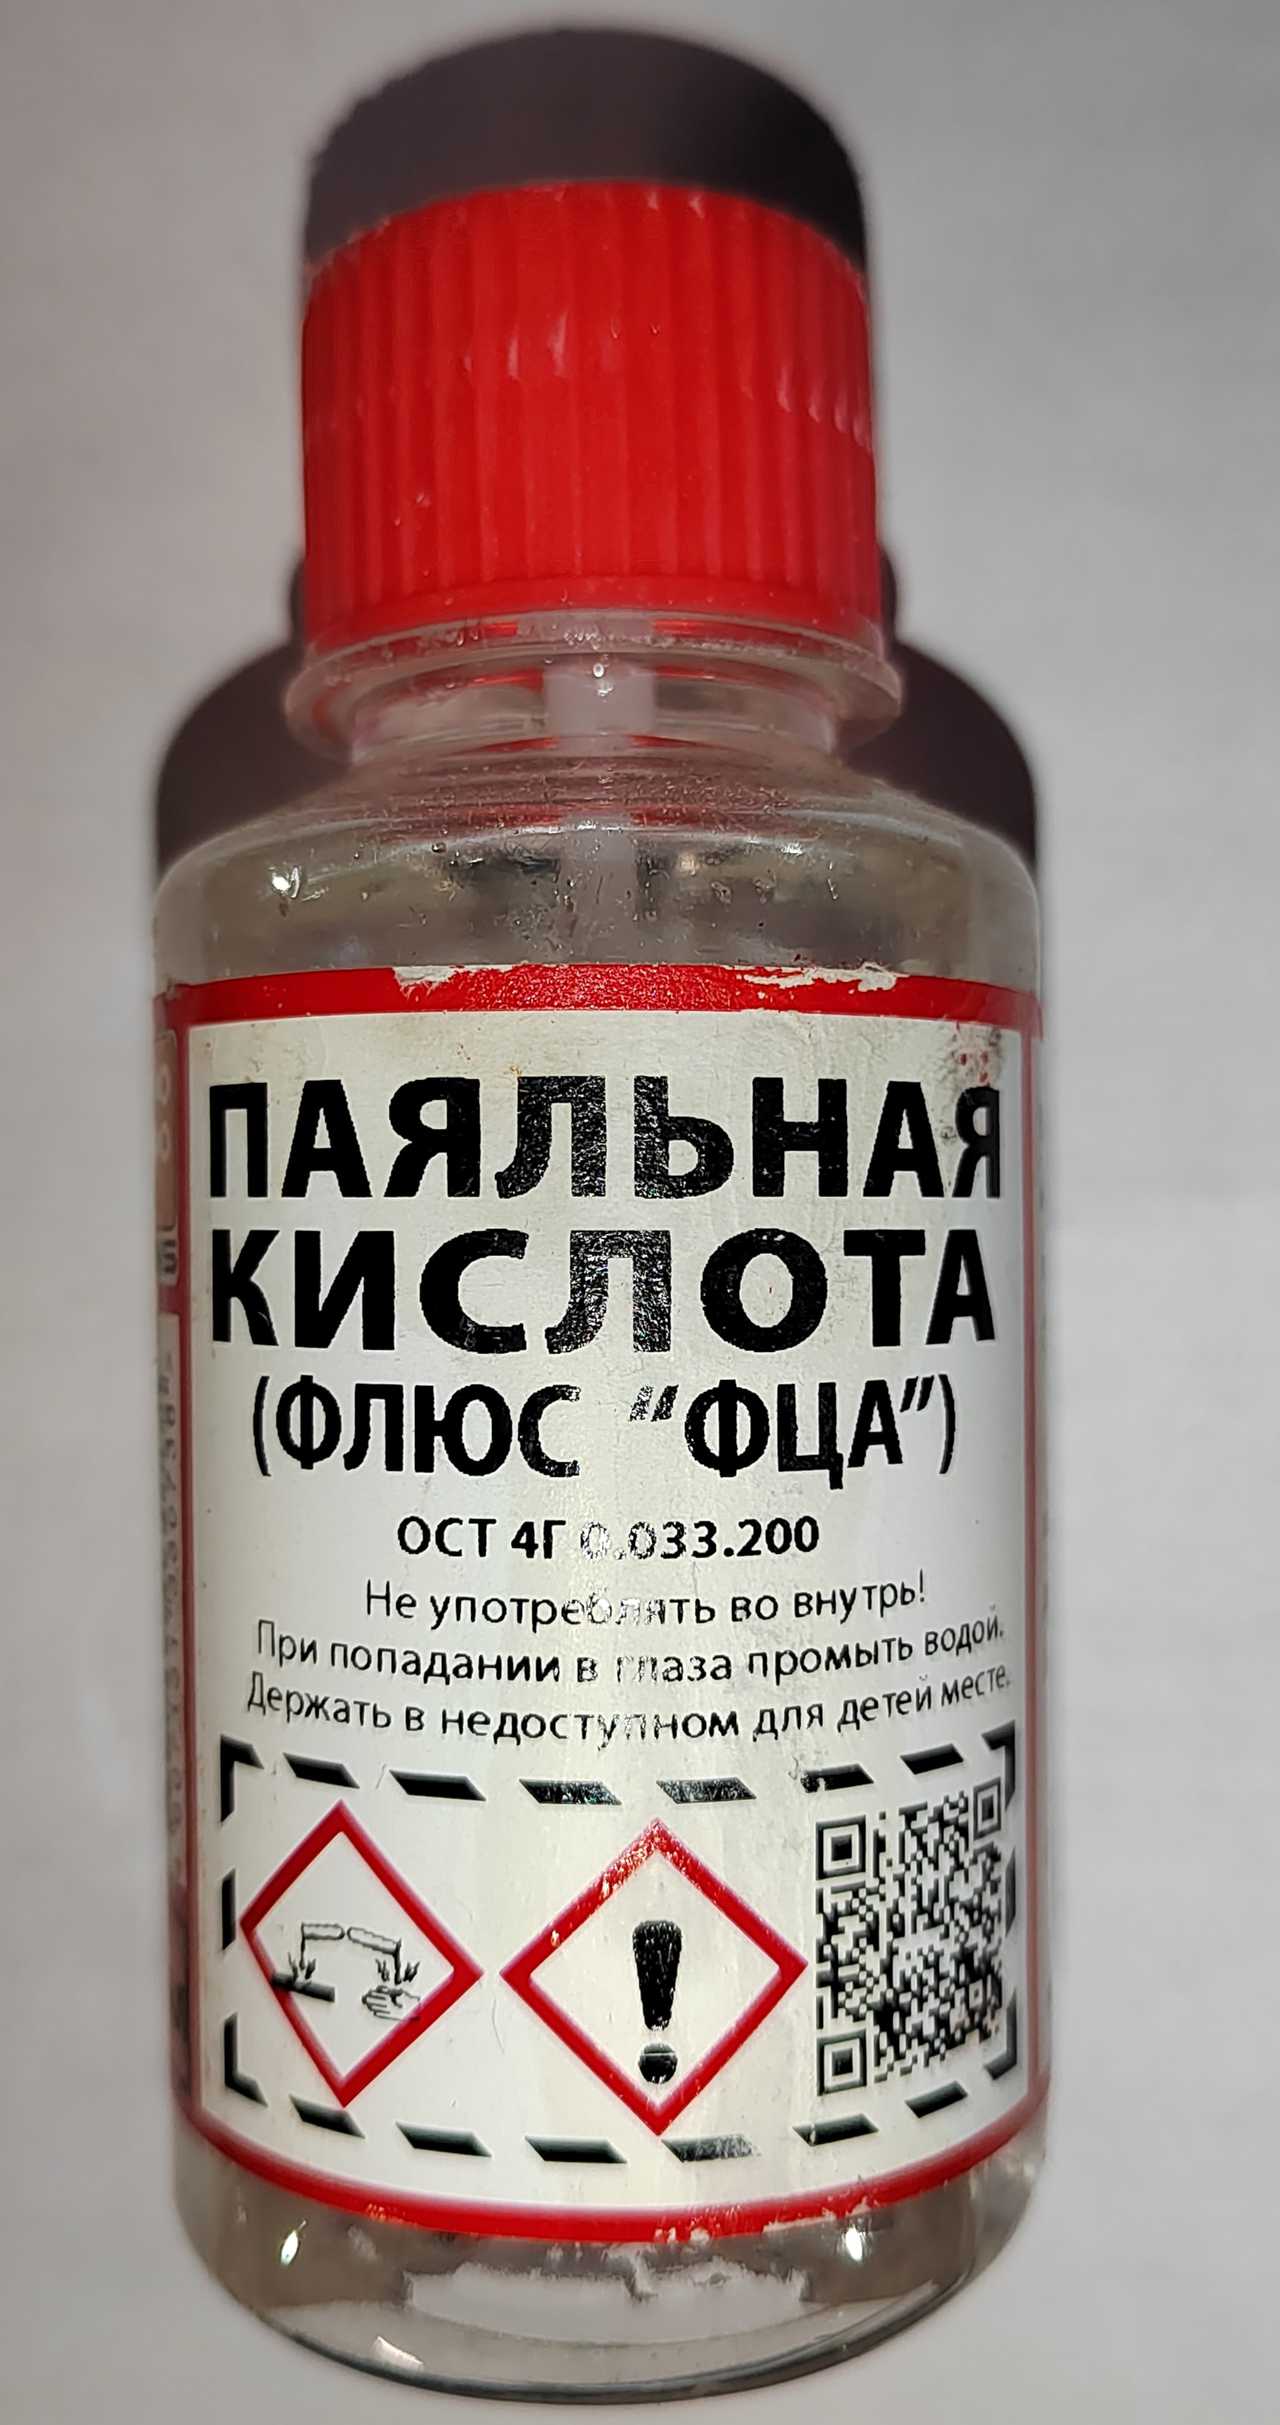 ПАЯЛЬНАЯ
КИСЛОТА
(ФЛЮС “ФЦА”)
ОСТ 4Г 0.033.200
Не употреблять во внутрь!
При попадании в глаза промыть водой.
Держать в недоступном для детей месте.